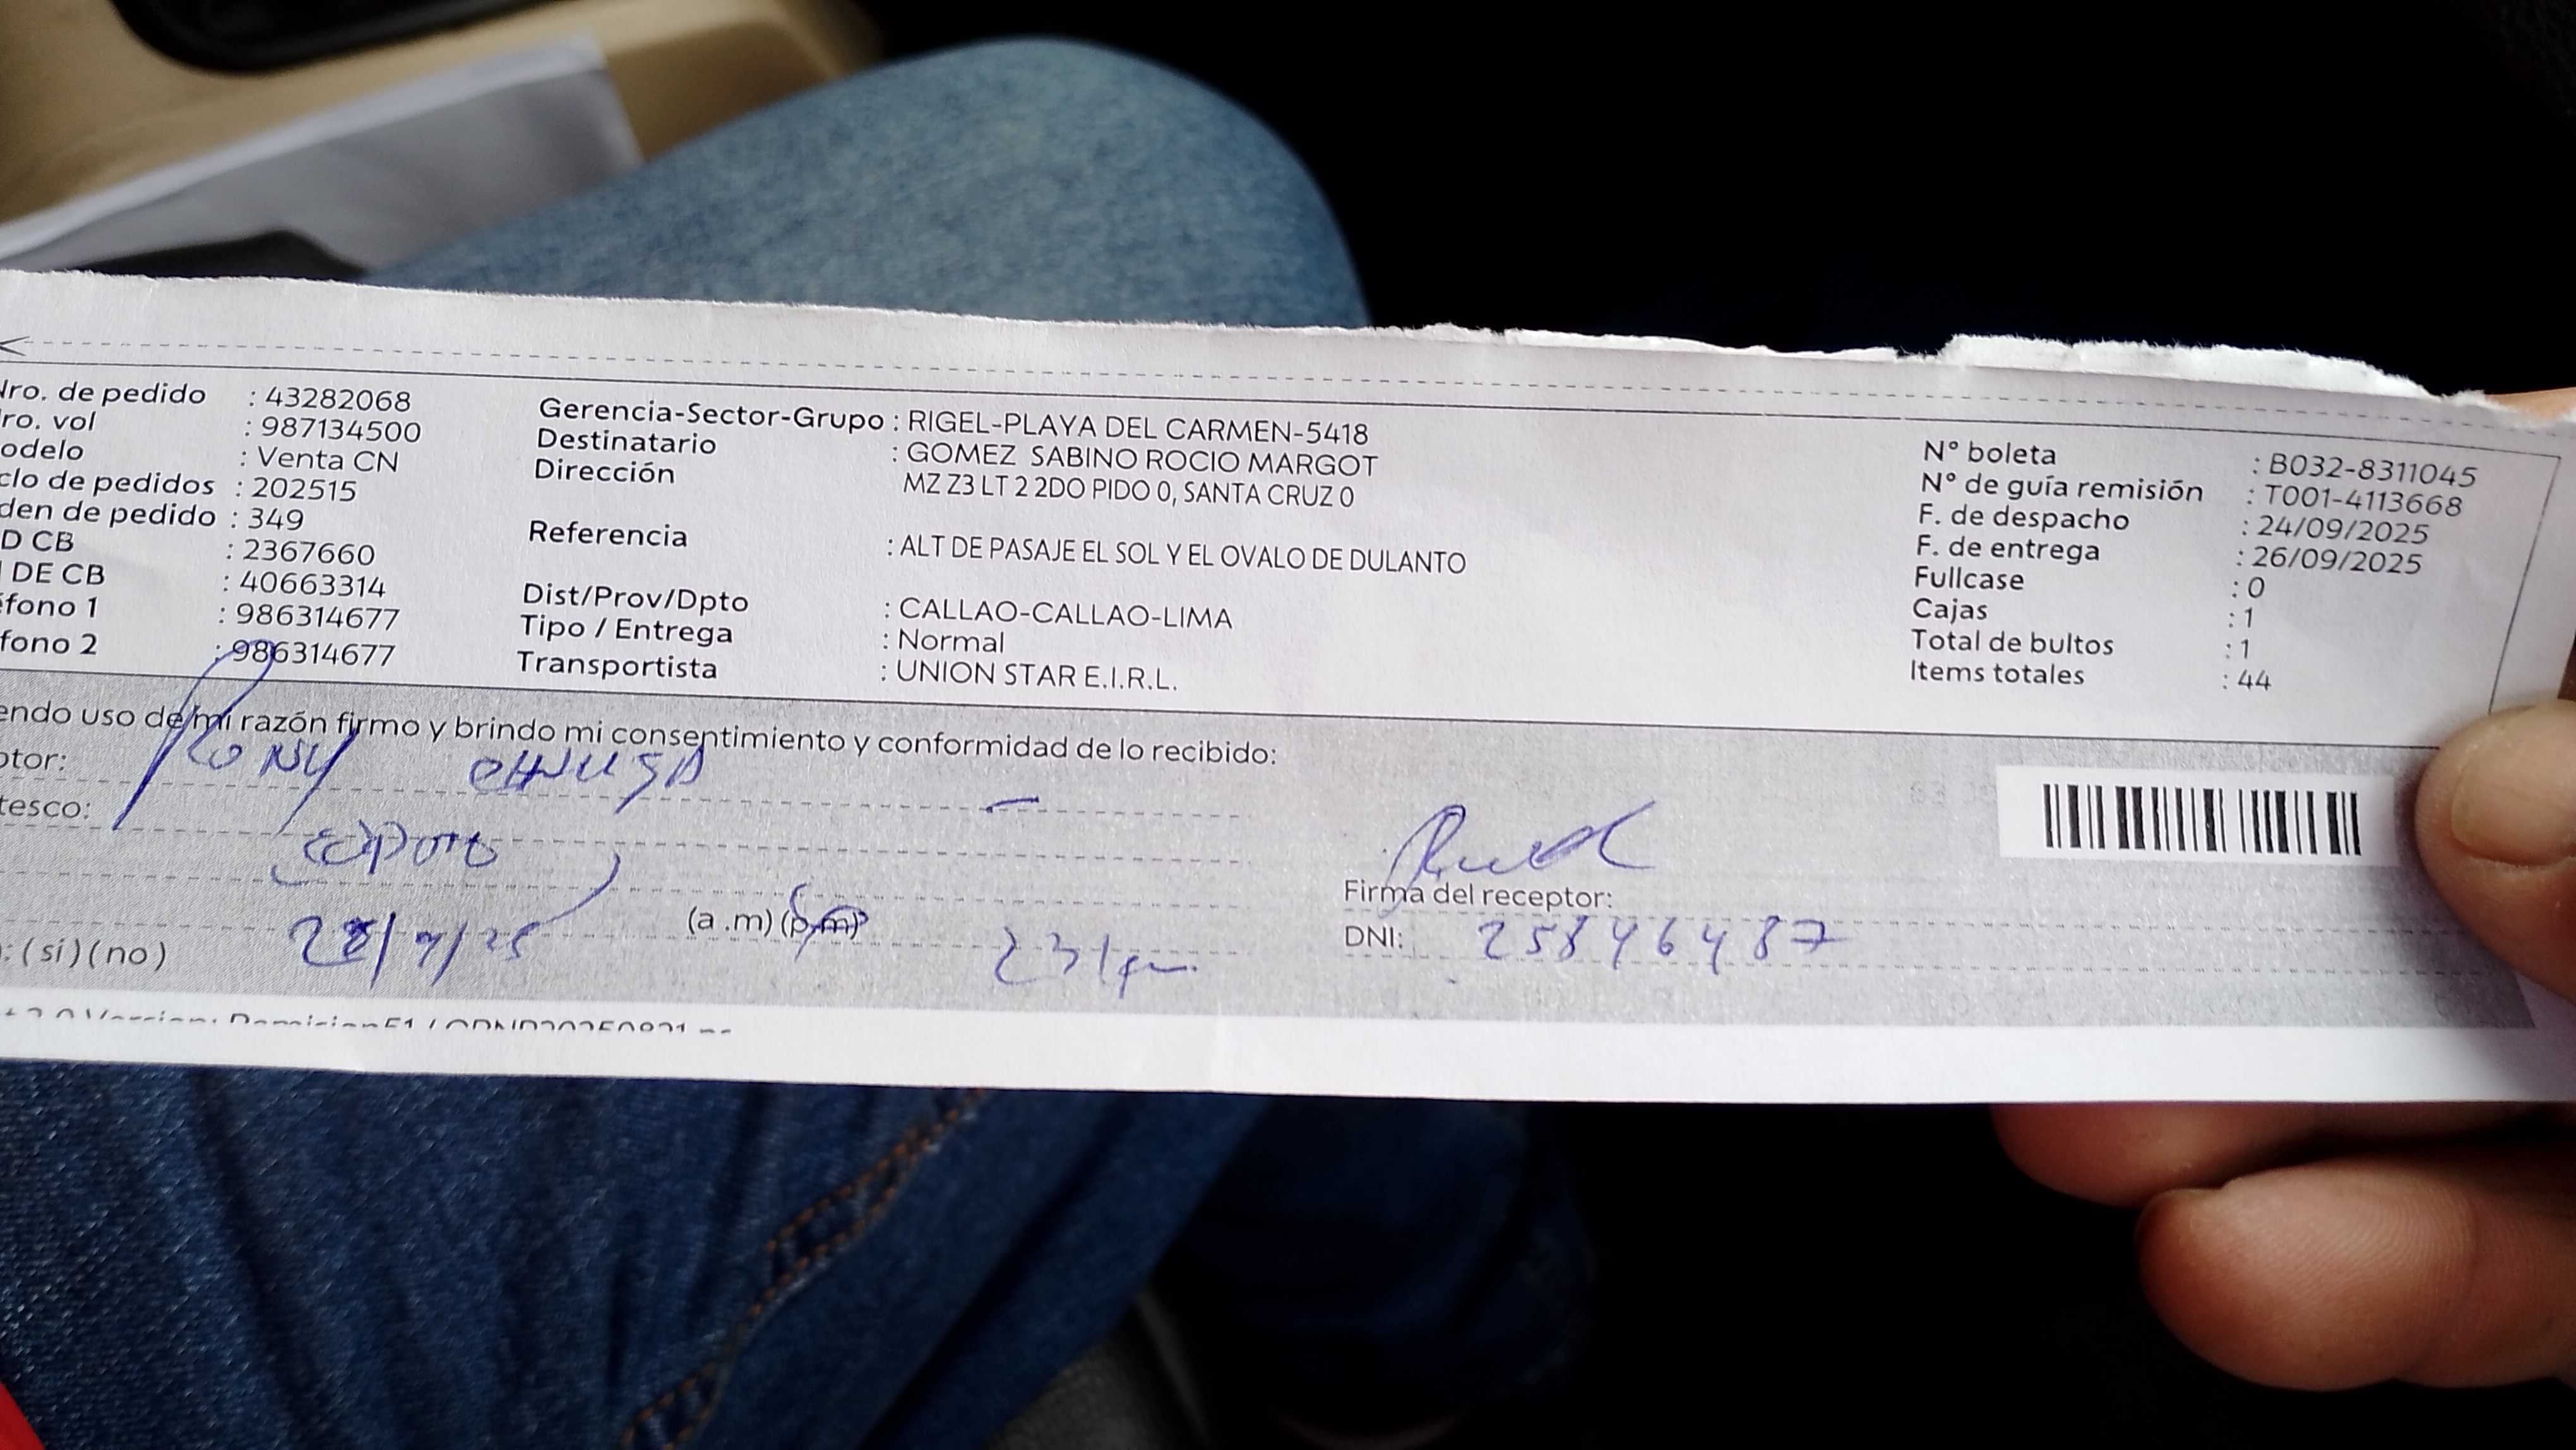 Nro. de pedido : 43282068
ro. vol : 987134500
odelo : Venta CN
clo de pedidos : 202515
den de pedido : 349
D CB : 2367660
DE CB : 40663314
éfono 1 : 986314677
fono 2 : 986314677
Gerencia-Sector-Grupo : RIGEL-PLAYA DEL CARMEN-5418
Destinatario : GOMEZ SABINO ROCIO MARGOT
Dirección MZ Z3 LT 2 2DO PIDO 0, SANTA CRUZ 0
Referencia : ALT DE PASAJE EL SOL Y EL OVALO DE DULANTO
Dist/Prov/Dpto : CALLAO-CALLAO-LIMA
Tipo / Entrega : Normal
Transportista : UNION STAR E.I.R.L.
N° boleta : B032-8311045
N° de guía remisión : T001-4113668
F. de despacho : 24/09/2025
F. de entrega : 26/09/2025
Fullcase : 0
Cajas : 1
Total de bultos : 1
Items totales : 44
endo uso de mi razón firmo y brindo mi consentimiento y conformidad de lo recibido:
ptor: Rony
tesco: esposo
Firma del receptor:
(a .m) (p.m)
DNI: 25846487
: (si) (no)